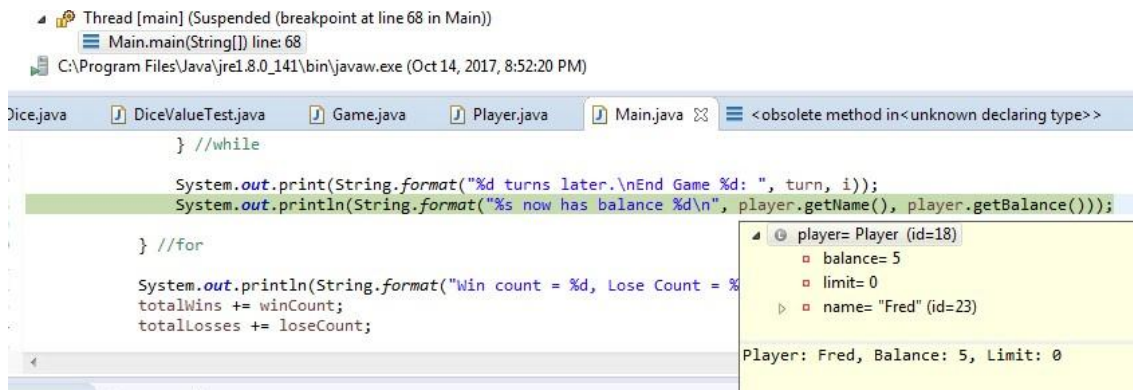 Thread [main] (Suspended (breakpoint at line 68 in Main))
Main.main(String[]) line: 68
C:\Program Files\Java\jre1.8.0_141\bin\javaw.exe (Oct 14, 2017, 8:52:20 PM)
Dice.java DiceValueTest.java Game.java Player.java Main.java <obsolete method in<unknown declaring type>>
} //while
System.out.print(String.format("%d turns later.\nEnd Game %d: ", turn, i));
System.out.println(String.format("%s now has balance %d\n", player.getName(), player.getBalance()));
} //for
System.out.println(String.format("Win count = %d, Lose Count = %
totalWins += winCount;
totalLosses += loseCount;
player= Player (id=18)
balance= 5
limit= 0
name= "Fred" (id=23)
Player: Fred, Balance: 5, Limit: 0